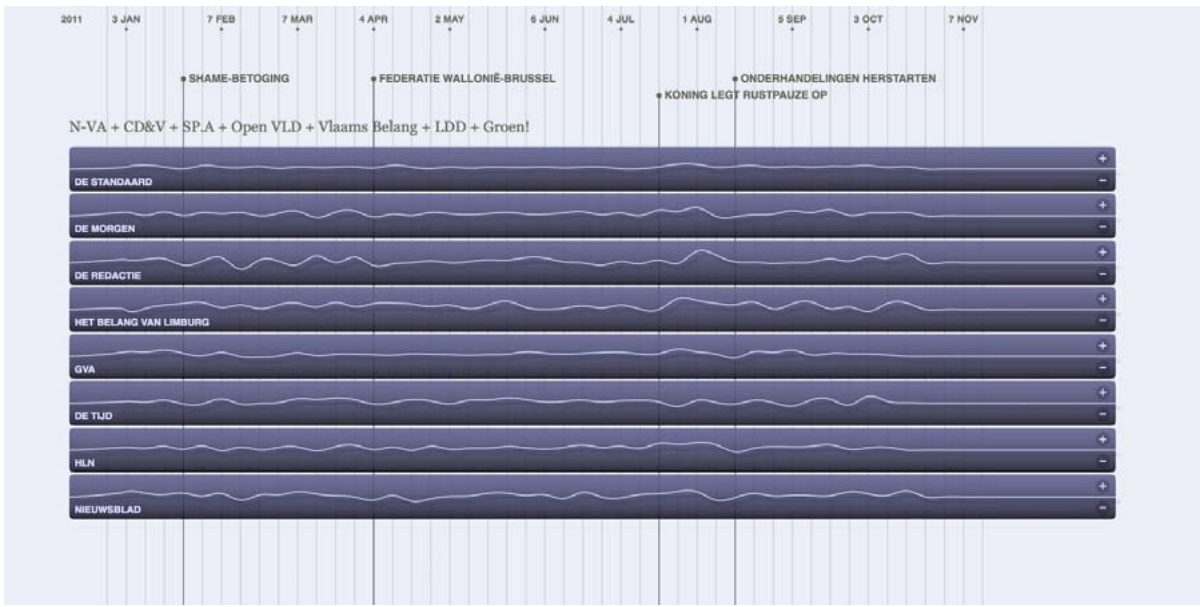 2011 3 JAN 7 FEB 7 MAR 4 APR 2 MAY 6 JUN 4 JUL 1 AUG 5 SEP 3 OCT 7 NOV
SHAME-BETOGING FEDERATIE WALLONIË-BRUSSEL ONDERHANDELINGEN HERSTARTEN
KONING LEGT RUSTPAUZE OP
N-VA + CD&V + SP.A + Open VLD + Vlaams Belang + LDD + Groen!
+
DE STANDAARD −
+
DE MORGEN −
+
DE REDACTIE −
+
HET BELANG VAN LIMBURG −
+
GVA −
+
DE TIJD −
+
HLN −
+
NIEUWSBLAD −